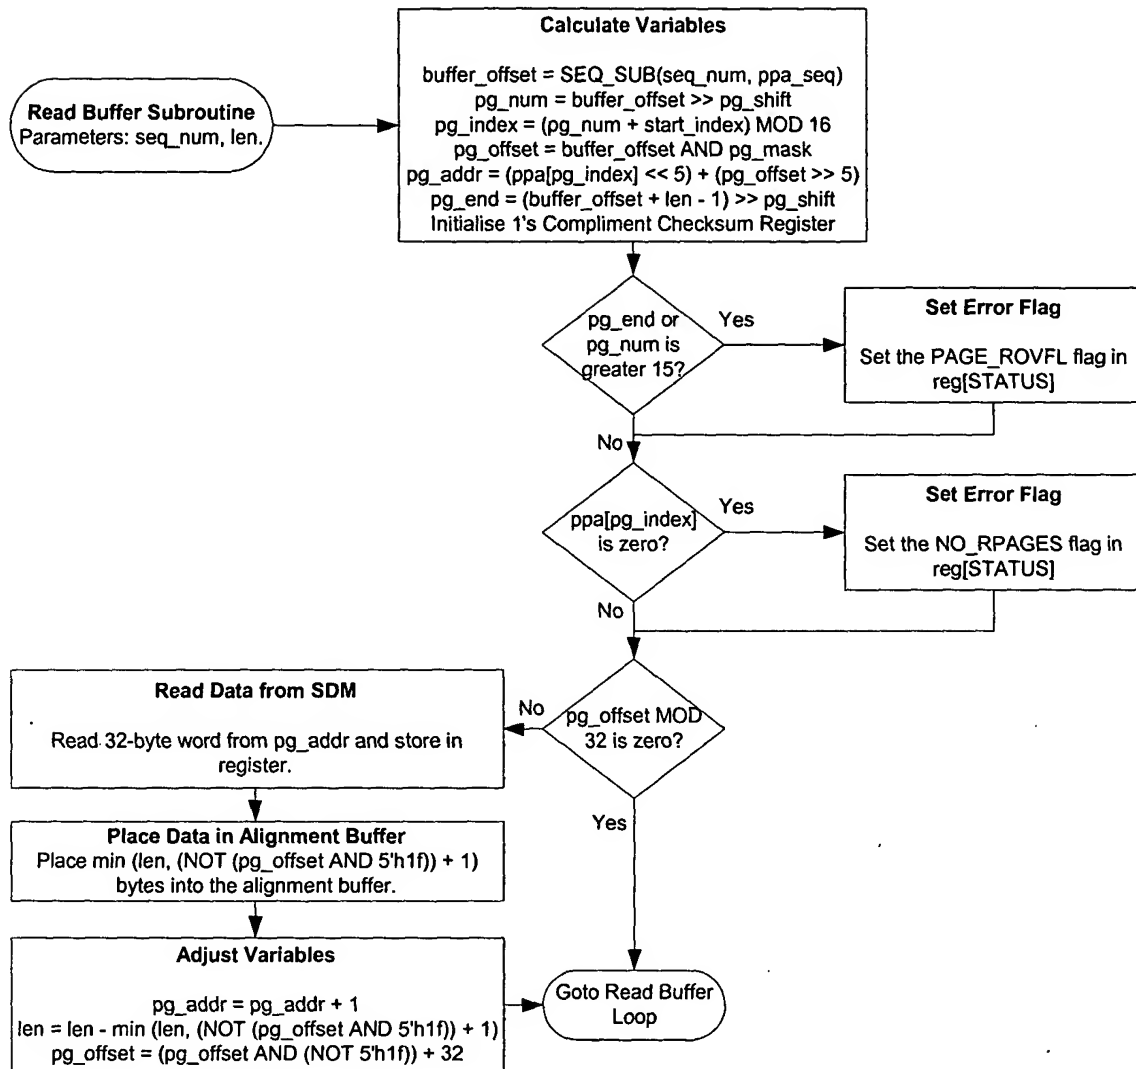 Read Buffer Subroutine
Parameters: seq_num, len.
Calculate Variables
buffer_offset = SEQ_SUB(seq_num, ppa_seq)
pg_num = buffer_offset >> pg_shift
pg_index = (pg_num + start_index) MOD 16
pg_offset = buffer_offset AND pg_mask
pg_addr = (ppa[pg_index] << 5) + (pg_offset >> 5)
pg_end = (buffer_offset + len - 1) >> pg_shift
Initialise 1's Compliment Checksum Register
pg_end or
pg_num is
greater 15?
Yes
Set Error Flag
Set the PAGE_ROVFL flag in
reg[STATUS]
No
ppa[pg_index]
is zero?
Yes
Set Error Flag
Set the NO_RPAGES flag in
reg[STATUS]
No
pg_offset MOD
32 is zero?
No
Read Data from SDM
Read 32-byte word from pg_addr and store in
register.
Place Data in Alignment Buffer
Place min (len, (NOT (pg_offset AND 5'h1f)) + 1)
bytes into the alignment buffer.
Adjust Variables
pg_addr = pg_addr + 1
len = len - min (len, (NOT (pg_offset AND 5'h1f)) + 1)
pg_offset = (pg_offset AND (NOT 5'h1f)) + 32
Yes
Goto Read Buffer
Loop